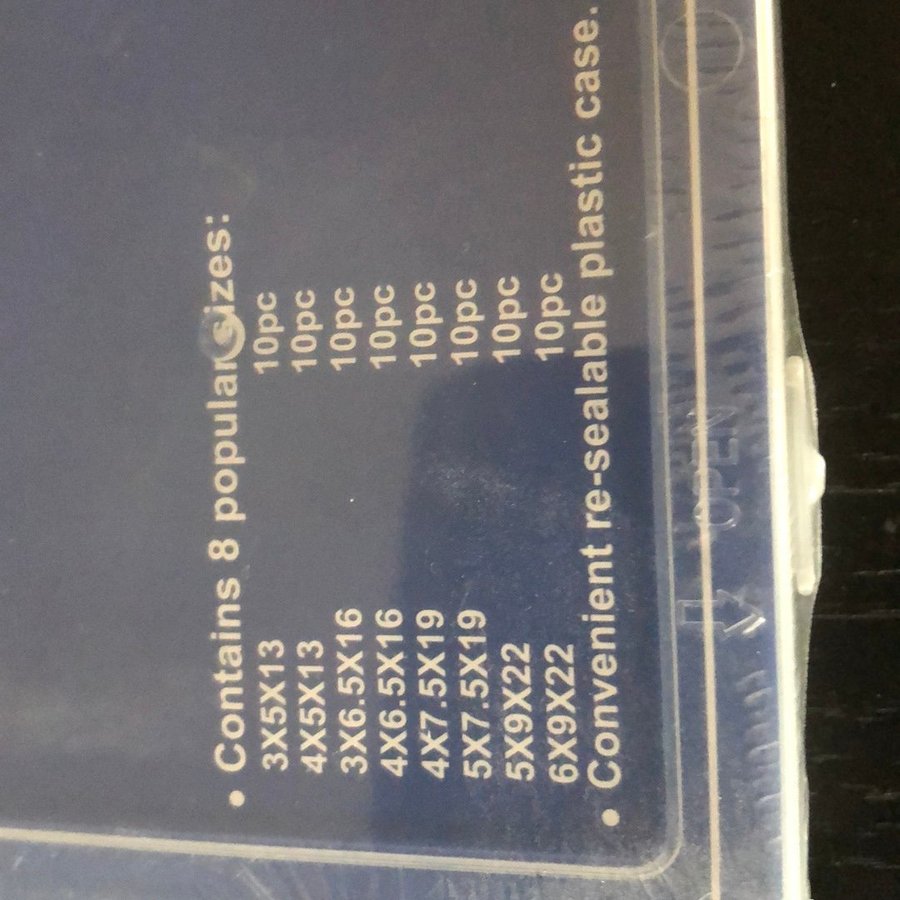 • Contains 8 popular sizes:
3X5X13 10pc
4X5X13 10pc
3X6.5X16 10pc
4X6.5X16 10pc
4X7.5X19 10pc
5X7.5X19 10pc
5X9X22 10pc
6X9X22 10pc
• Convenient re-sealable plastic case.
OPEN